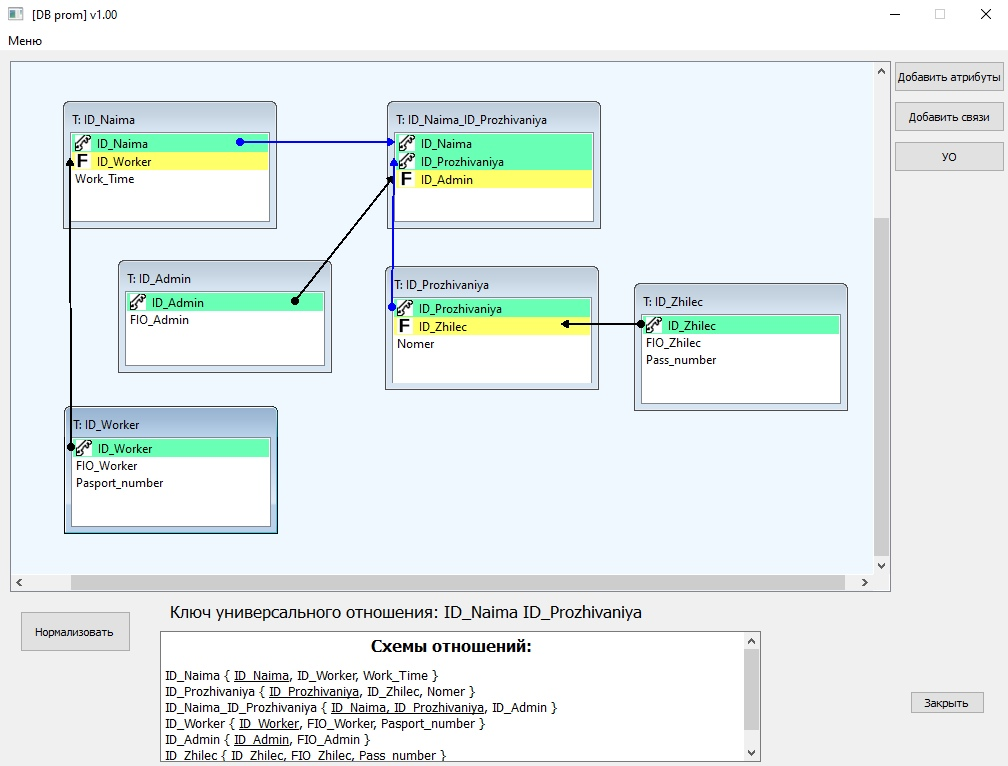 [DB prom] v1.00
Меню
T: ID_Naima
ID_Naima
F ID_Worker
Work_Time
T: ID_Naima_ID_Prozhivaniya
ID_Naima
ID_Prozhivaniya
F ID_Admin
Добавить атрибуты
Добавить связи
УО
T: ID_Admin
ID_Admin
FIO_Admin
T: ID_Prozhivaniya
ID_Prozhivaniya
F ID_Zhilec
Nomer
T: ID_Zhilec
ID_Zhilec
FIO_Zhilec
Pass_number
T: ID_Worker
ID_Worker
FIO_Worker
Pasport_number
Нормализовать
Ключ универсального отношения: ID_Naima ID_Prozhivaniya
Схемы отношений:
ID_Naima { ID_Naima, ID_Worker, Work_Time }
ID_Prozhivaniya { ID_Prozhivaniya, ID_Zhilec, Nomer }
ID_Naima_ID_Prozhivaniya { ID_Naima, ID_Prozhivaniya, ID_Admin }
ID_Worker { ID_Worker, FIO_Worker, Pasport_number }
ID_Admin { ID_Admin, FIO_Admin }
ID_Zhilec { ID_Zhilec, FIO_Zhilec, Pass_number }
Закрыть